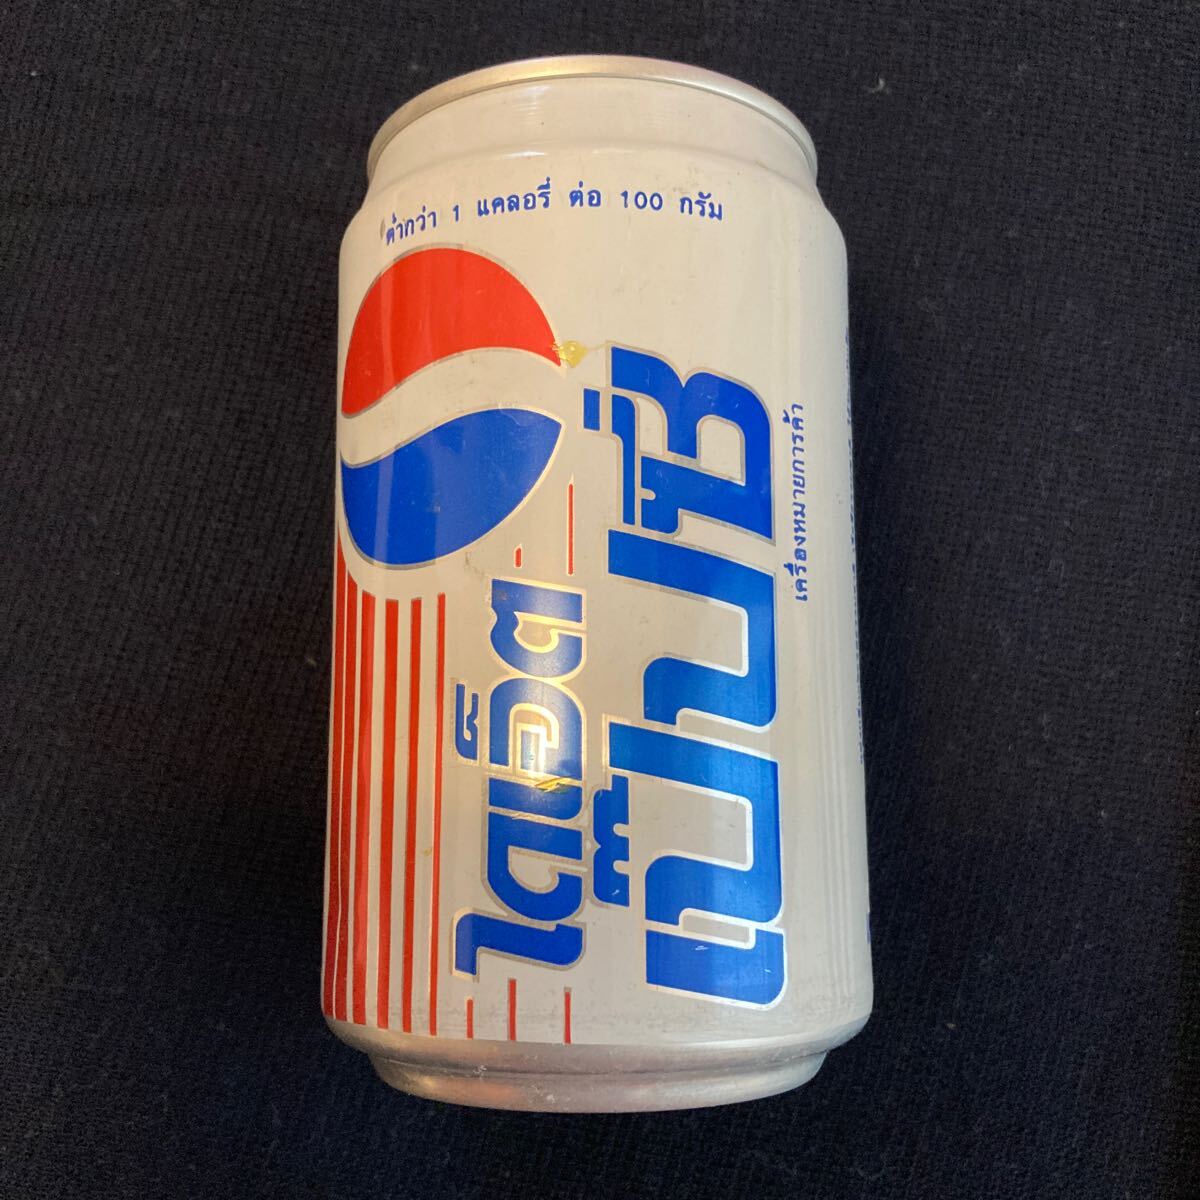 ต่ำกว่า 1 แคลอรี่ ต่อ 100 กรัม
ไดเอ็ต
เป๊ปซี่
เครื่องหมายการค้า